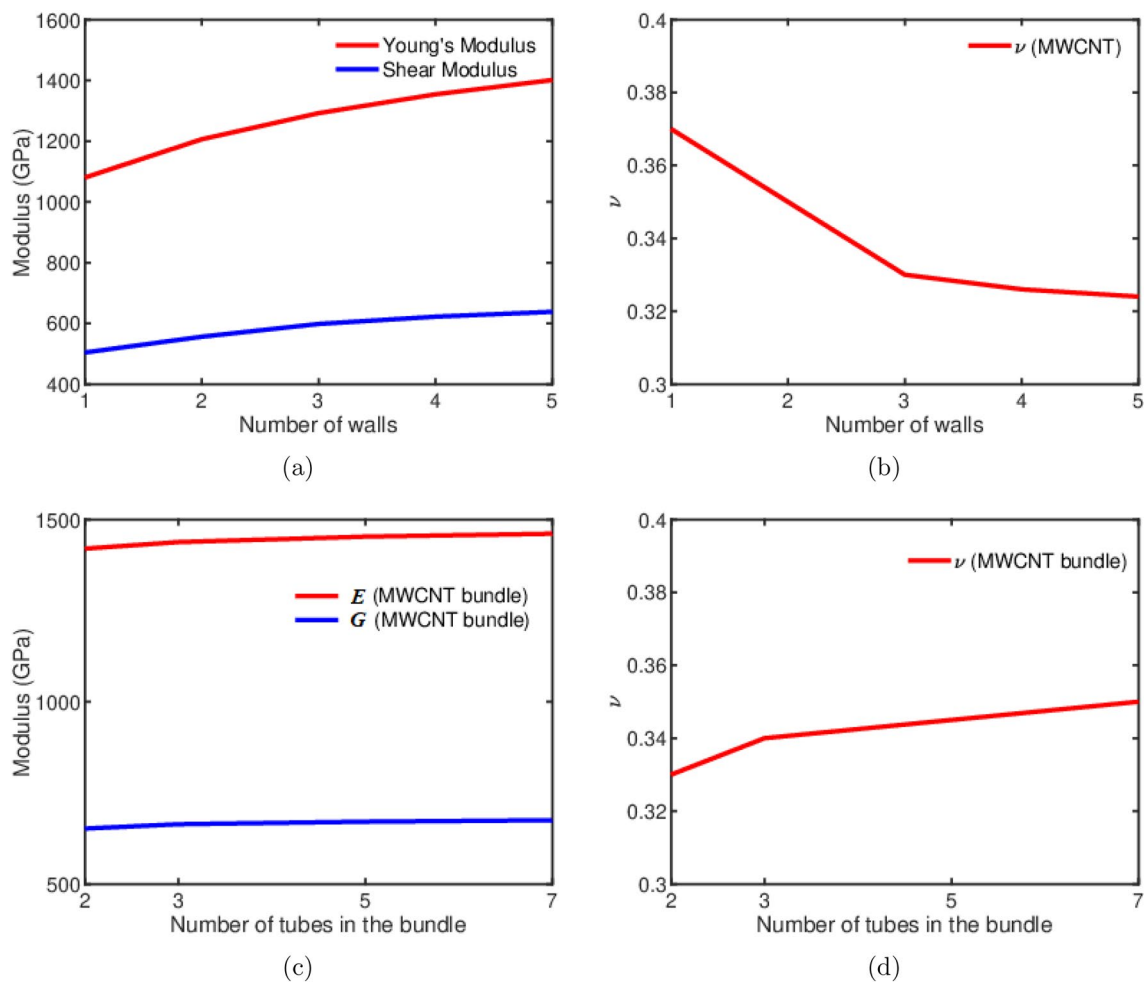 1600
1400
1200
1000
800
600
400
Modulus (GPa)
Young's Modulus
Shear Modulus
1 2 3 4 5
Number of walls
(a)
0.4
0.38
0.36
0.34
0.32
0.3
ν
ν (MWCNT)
1 2 3 4 5
Number of walls
(b)
1500
1000
500
Modulus (GPa)
E (MWCNT bundle)
G (MWCNT bundle)
2 3 5 7
Number of tubes in the bundle
(c)
0.4
0.38
0.36
0.34
0.32
0.3
ν
ν (MWCNT bundle)
2 3 5 7
Number of tubes in the bundle
(d)